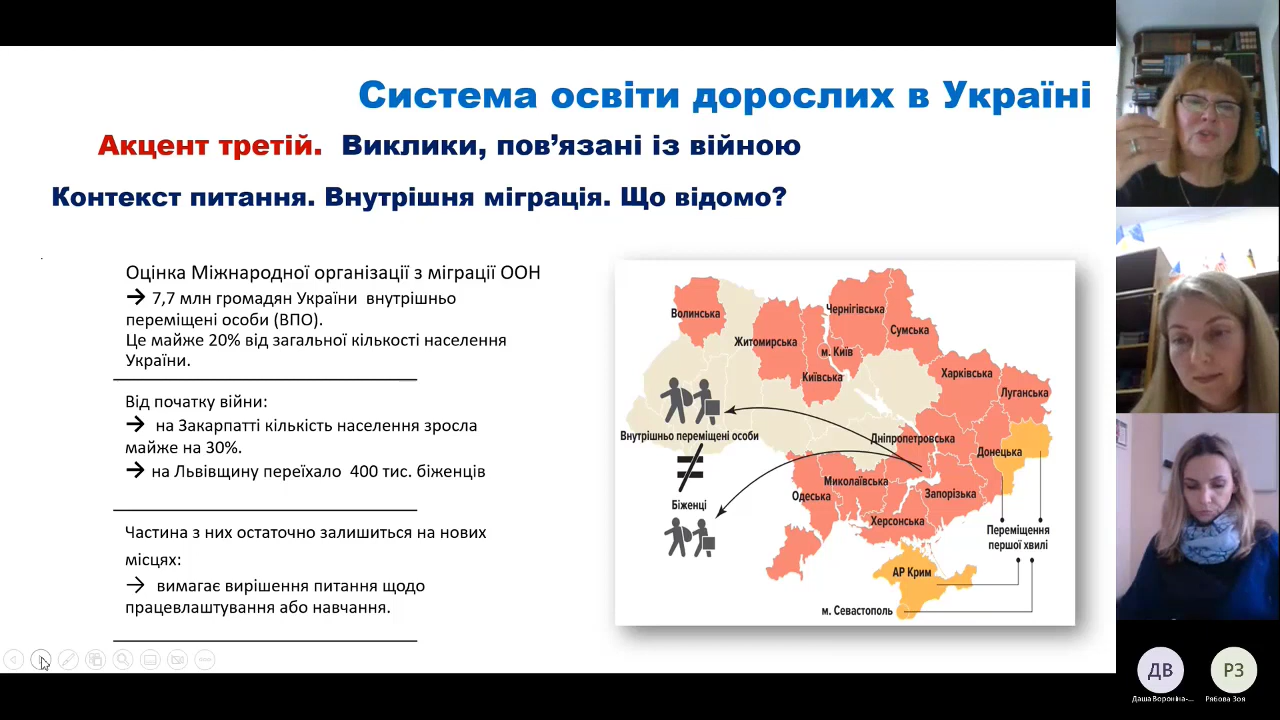 Система освіти дорослих в Україні
Акцент третій. Виклики, пов’язані із війною
Контекст питання. Внутрішня міграція. Що відомо?
Оцінка Міжнародної організації з міграції ООН
→ 7,7 млн громадян України внутрішньо
переміщені особи (ВПО).
Це майже 20% від загальної кількості населення
України.
Від початку війни:
→ на Закарпатті кількість населення зросла
майже на 30%.
→ на Львівщину переїхало 400 тис. біженців
Частина з них остаточно залишиться на нових
місцях:
→ вимагає вирішення питання щодо
працевлаштування або навчання.
Волинська
Житомирська
м. Київ
Київська
Чернігівська
Сумська
Харківська
Луганська
Внутрішньо переміщені особи
≠
Біженці
Дніпропетровська
Донецька
Миколаївська
Одеська
Запорізька
Херсонська
Переміщення
першої хвилі
АР Крим
м. Севастополь
ДВ
РЗ
Даша Вороніна-...
Рябова Зоя